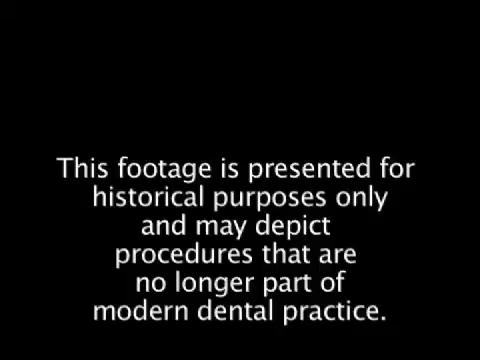 This footage is presented for
historical purposes only
and may depict
procedures that are
no longer part of
modern dental practice.